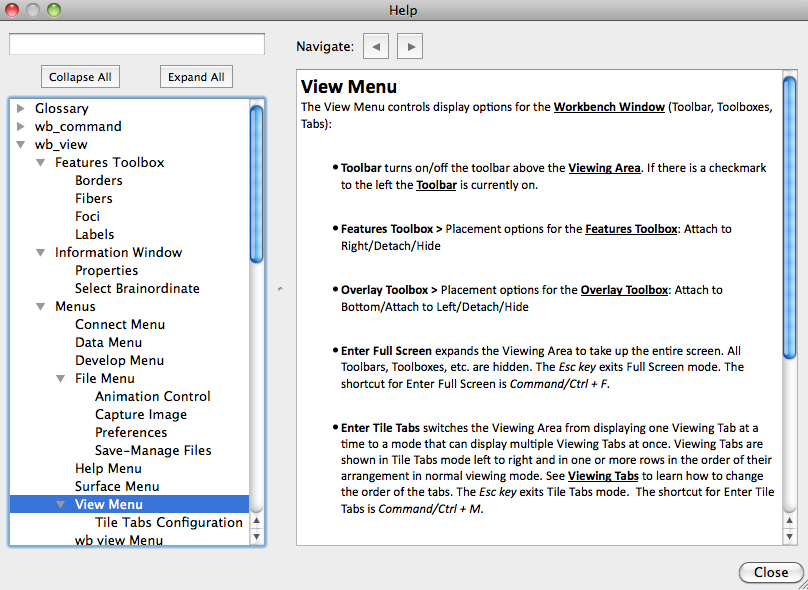 Help
Navigate:
Collapse All
Expand All
Glossary
wb_command
wb_view
Features Toolbox
Borders
Fibers
Foci
Labels
Information Window
Properties
Select Brainordinate
Menus
Connect Menu
Data Menu
Develop Menu
File Menu
Animation Control
Capture Image
Preferences
Save-Manage Files
Help Menu
Surface Menu
View Menu
Tile Tabs Configuration
wb view Menu
View Menu
The View Menu controls display options for the Workbench Window (Toolbar, Toolboxes,
Tabs):
• Toolbar turns on/off the toolbar above the Viewing Area. If there is a checkmark
to the left the Toolbar is currently on.
• Features Toolbox > Placement options for the Features Toolbox: Attach to
Right/Detach/Hide
• Overlay Toolbox > Placement options for the Overlay Toolbox: Attach to
Bottom/Attach to Left/Detach/Hide
• Enter Full Screen expands the Viewing Area to take up the entire screen. All
Toolbars, Toolboxes, etc. are hidden. The Esc key exits Full Screen mode. The
shortcut for Enter Full Screen is Command/Ctrl + F.
• Enter Tile Tabs switches the Viewing Area from displaying one Viewing Tab at a
time to a mode that can display multiple Viewing Tabs at once. Viewing Tabs are
shown in Tile Tabs mode left to right and in one or more rows in the order of their
arrangement in normal viewing mode. See Viewing Tabs to learn how to change
the order of the tabs. The Esc key exits Tile Tabs mode.  The shortcut for Enter Tile
Tabs is Command/Ctrl + M.
Close